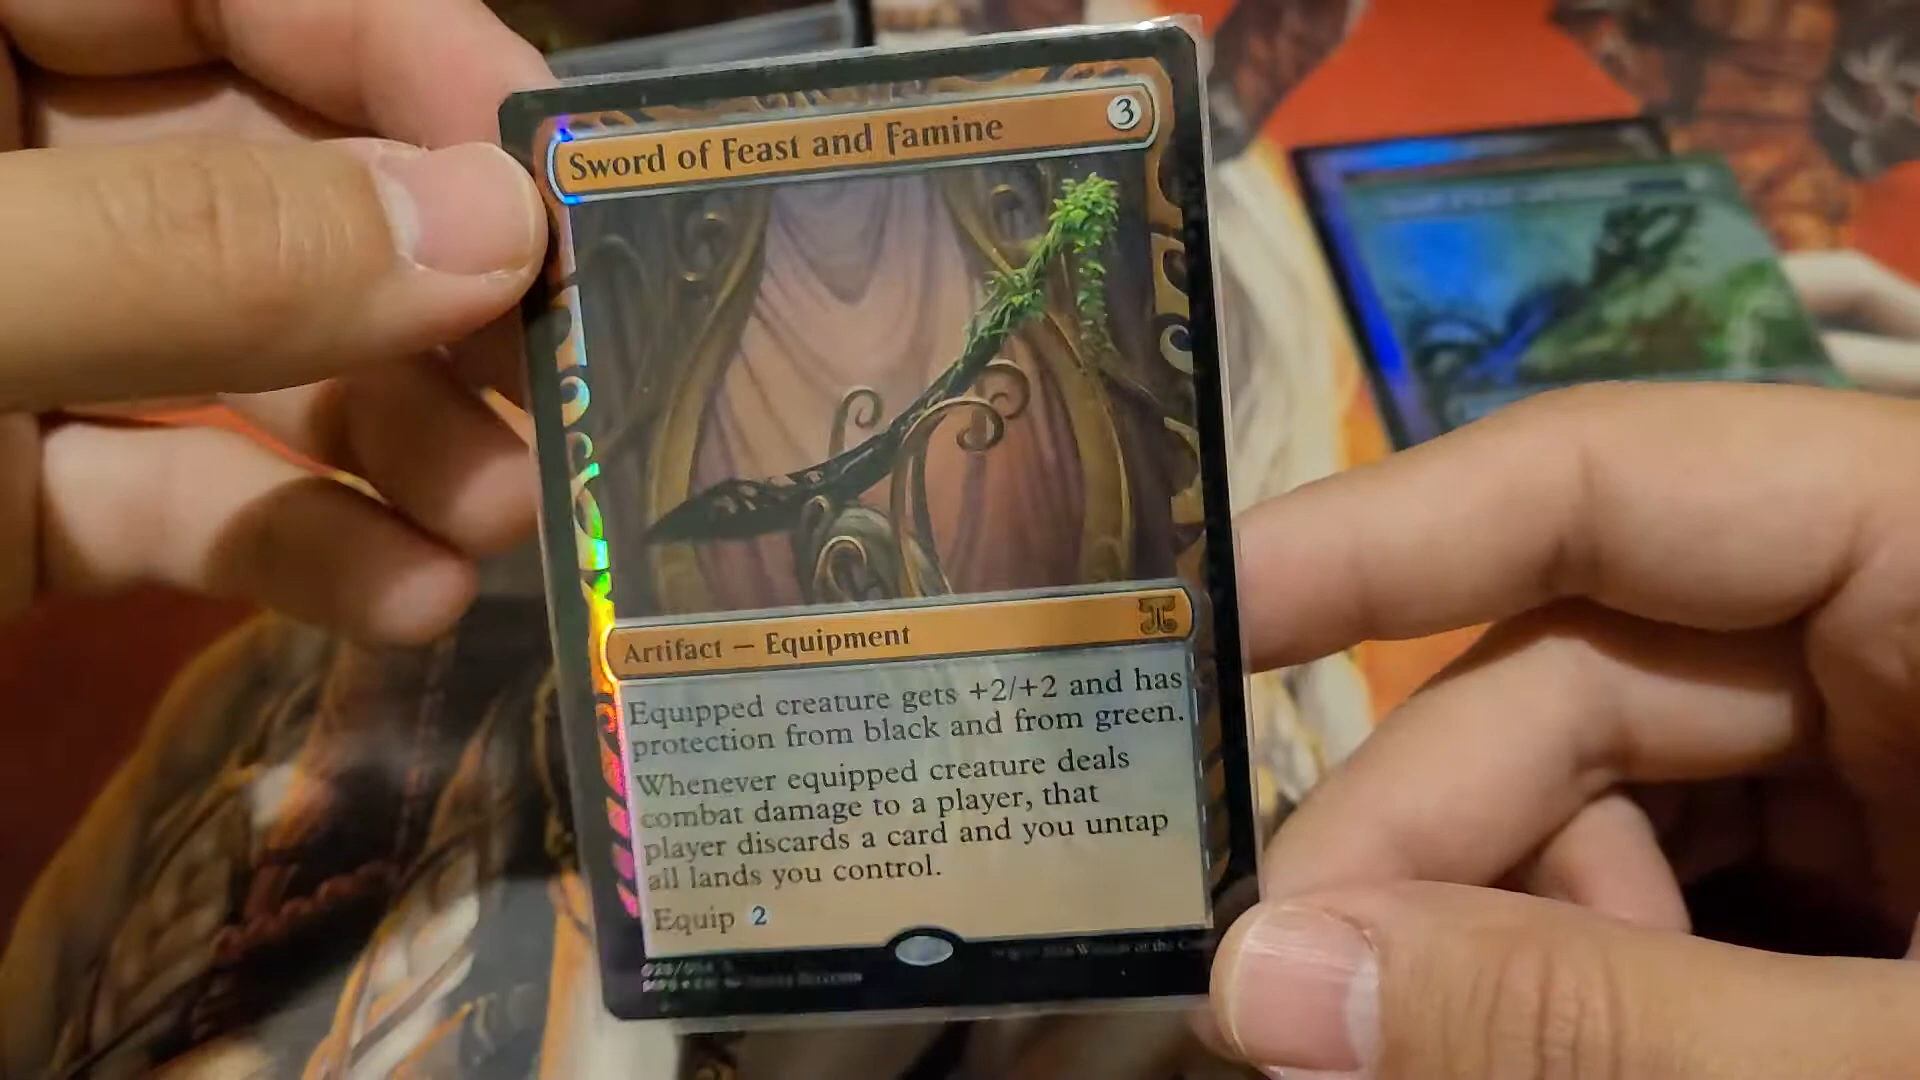 Sword of Feast and Famine
3
Artifact — Equipment
Equipped creature gets +2/+2 and has
protection from black and from green.
Whenever equipped creature deals
combat damage to a player, that
player discards a card and you untap
all lands you control.
Equip 2